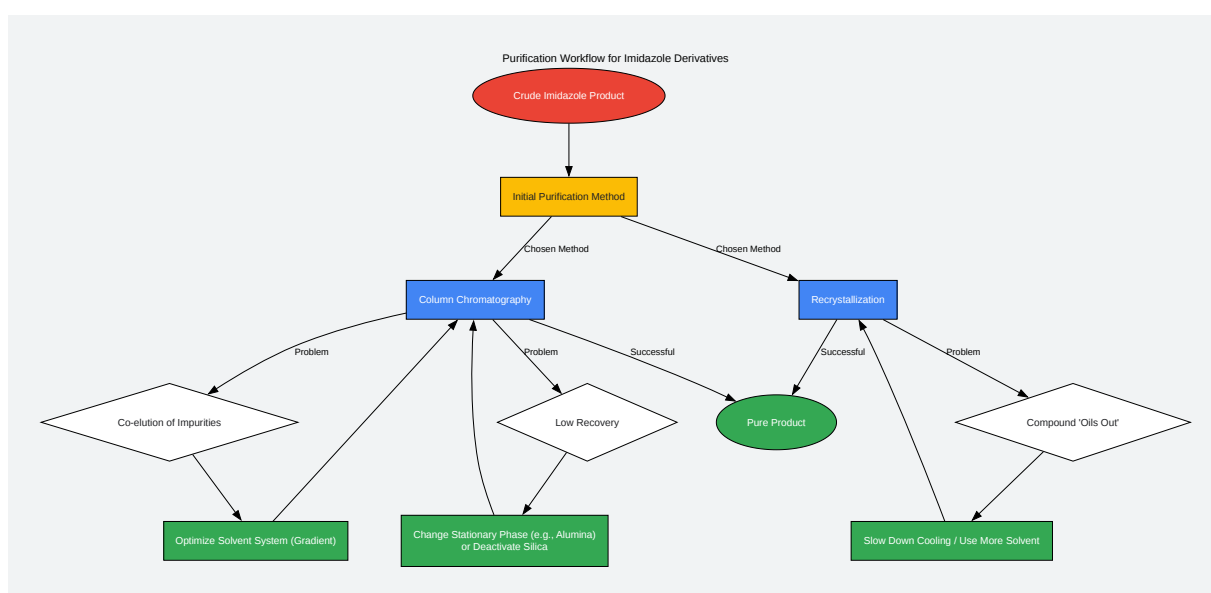 Purification Workflow for Imidazole Derivatives
Crude Imidazole Product
Initial Purification Method
Chosen Method
Chosen Method
Column Chromatography
Recrystallization
Problem
Problem
Successful
Successful
Problem
Co-elution of Impurities
Low Recovery
Pure Product
Compound 'Oils Out'
Optimize Solvent System (Gradient)
Change Stationary Phase (e.g., Alumina)
or Deactivate Silica
Slow Down Cooling / Use More Solvent